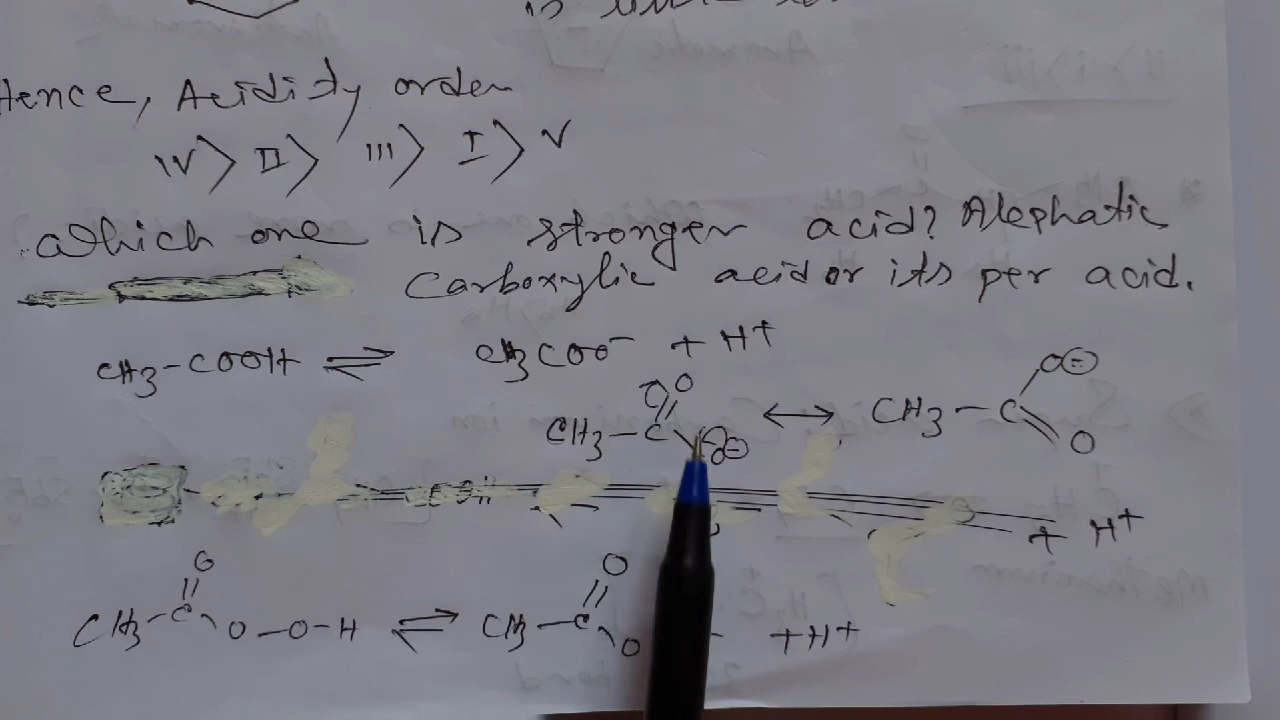 Hence, Acidity order
IV > II > III > I > V
Which one is stronger acid? Alephatic
Carboxylic acid or its per acid.
CH3-COOH ⇌ CH3COO- + H+
CH3-C(=O)-O⊖ ↔ CH3-C(-O⊖)=O
+ H+
CH3-C(=O)-O-O-H ⇌ CH3-C(=O)-O - + H+